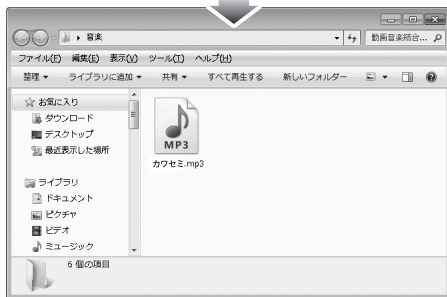 音楽
動画音楽結合...
ファイル(F) 編集(E) 表示(V) ツール(T) ヘルプ(H)
整理 ライブラリに追加 共有 すべて再生する 新しいフォルダー
お気に入り
ダウンロード
デスクトップ
最近表示した場所
ライブラリ
ドキュメント
ピクチャ
ビデオ
ミュージック
MP3
カワセミ.mp3
6 個の項目